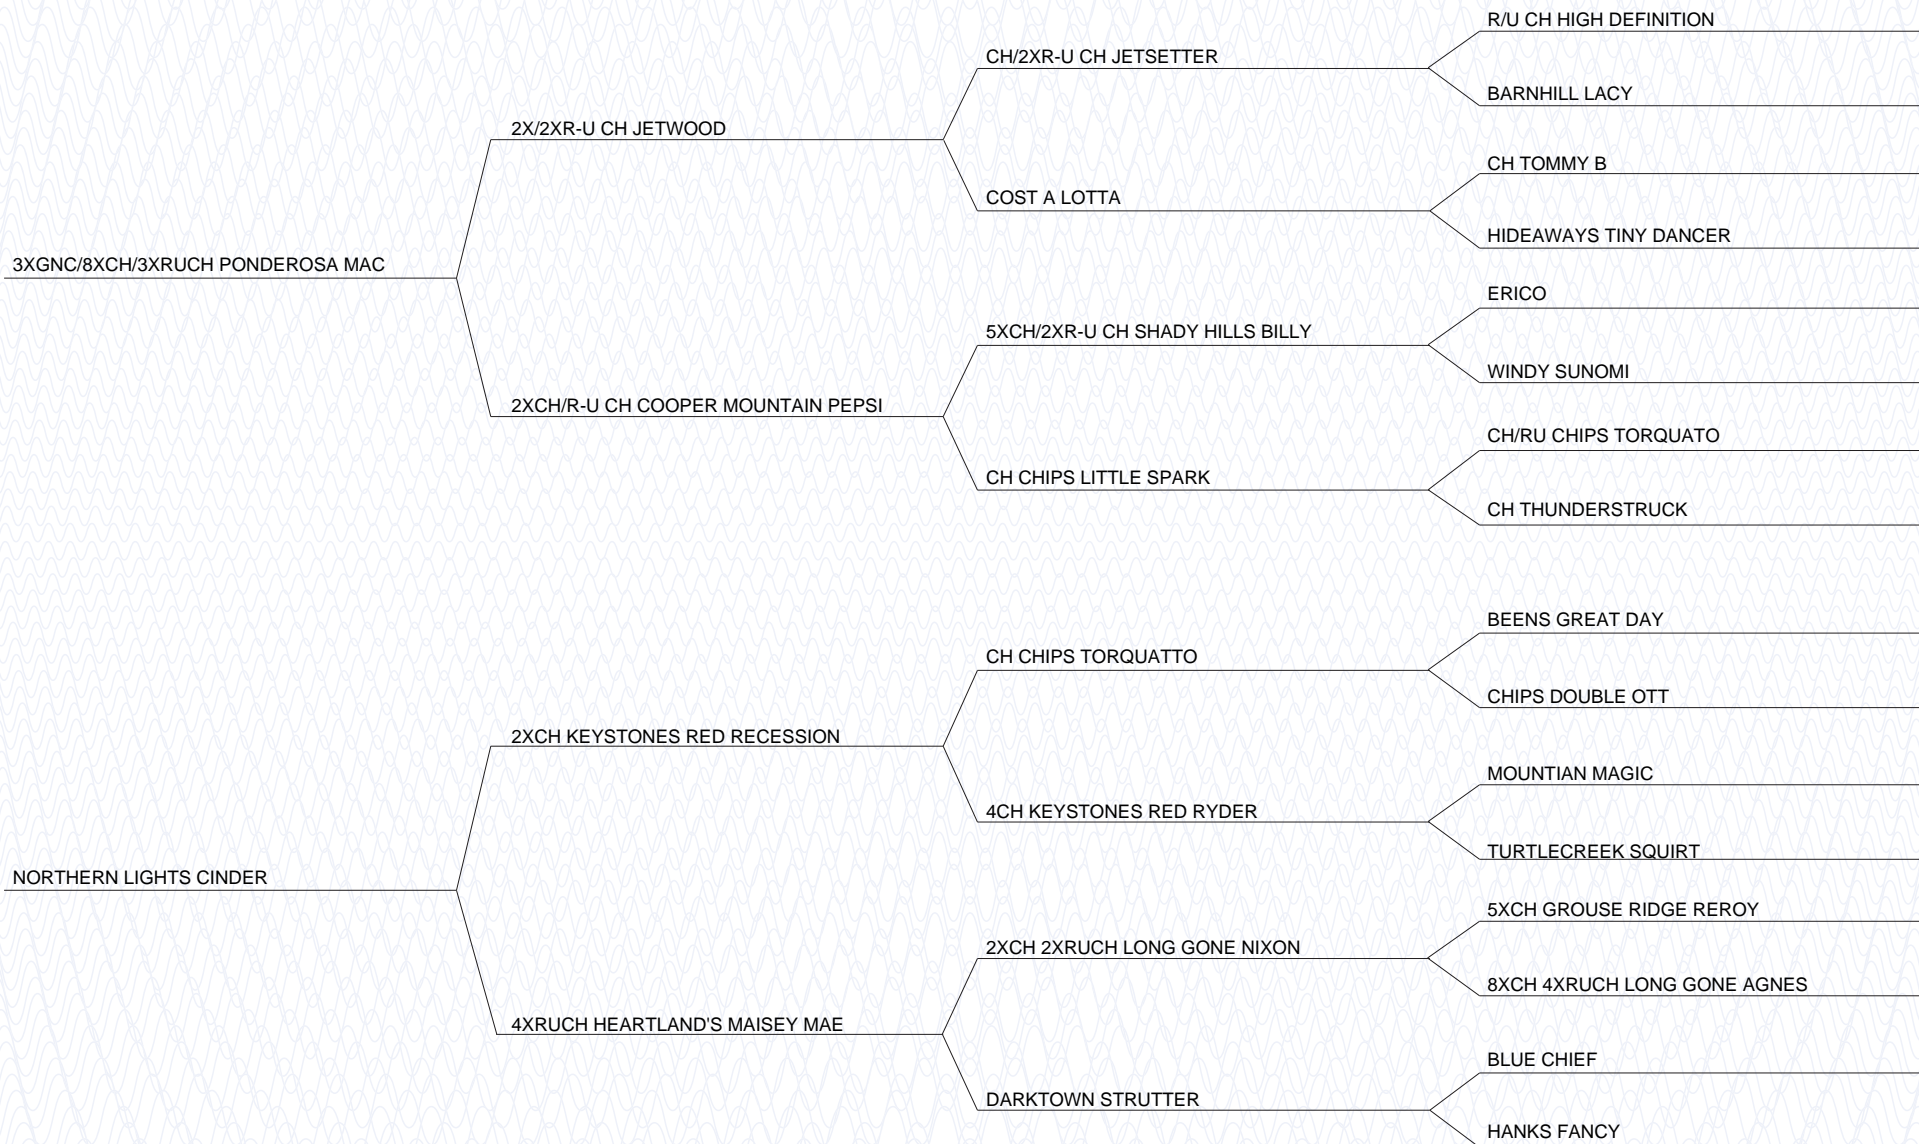 R/U CH HIGH DEFINITION
CH/2XR-U CH JETSETTER
BARNHILL LACY
2X/2XR-U CH JETWOOD
CH TOMMY B
COST A LOTTA
HIDEAWAYS TINY DANCER
3XGNC/8XCH/3XRUCH PONDEROSA MAC
ERICO
5XCH/2XR-U CH SHADY HILLS BILLY
WINDY SUNOMI
2XCH/R-U CH COOPER MOUNTAIN PEPSI
CH/RU CHIPS TORQUATO
CH CHIPS LITTLE SPARK
CH THUNDERSTRUCK
BEENS GREAT DAY
CH CHIPS TORQUATTO
CHIPS DOUBLE OTT
2XCH KEYSTONES RED RECESSION
MOUNTIAN MAGIC
4CH KEYSTONES RED RYDER
TURTLECREEK SQUIRT
NORTHERN LIGHTS CINDER
5XCH GROUSE RIDGE REROY
2XCH 2XRUCH LONG GONE NIXON
8XCH 4XRUCH LONG GONE AGNES
4XRUCH HEARTLAND'S MAISEY MAE
BLUE CHIEF
DARKTOWN STRUTTER
HANKS FANCY